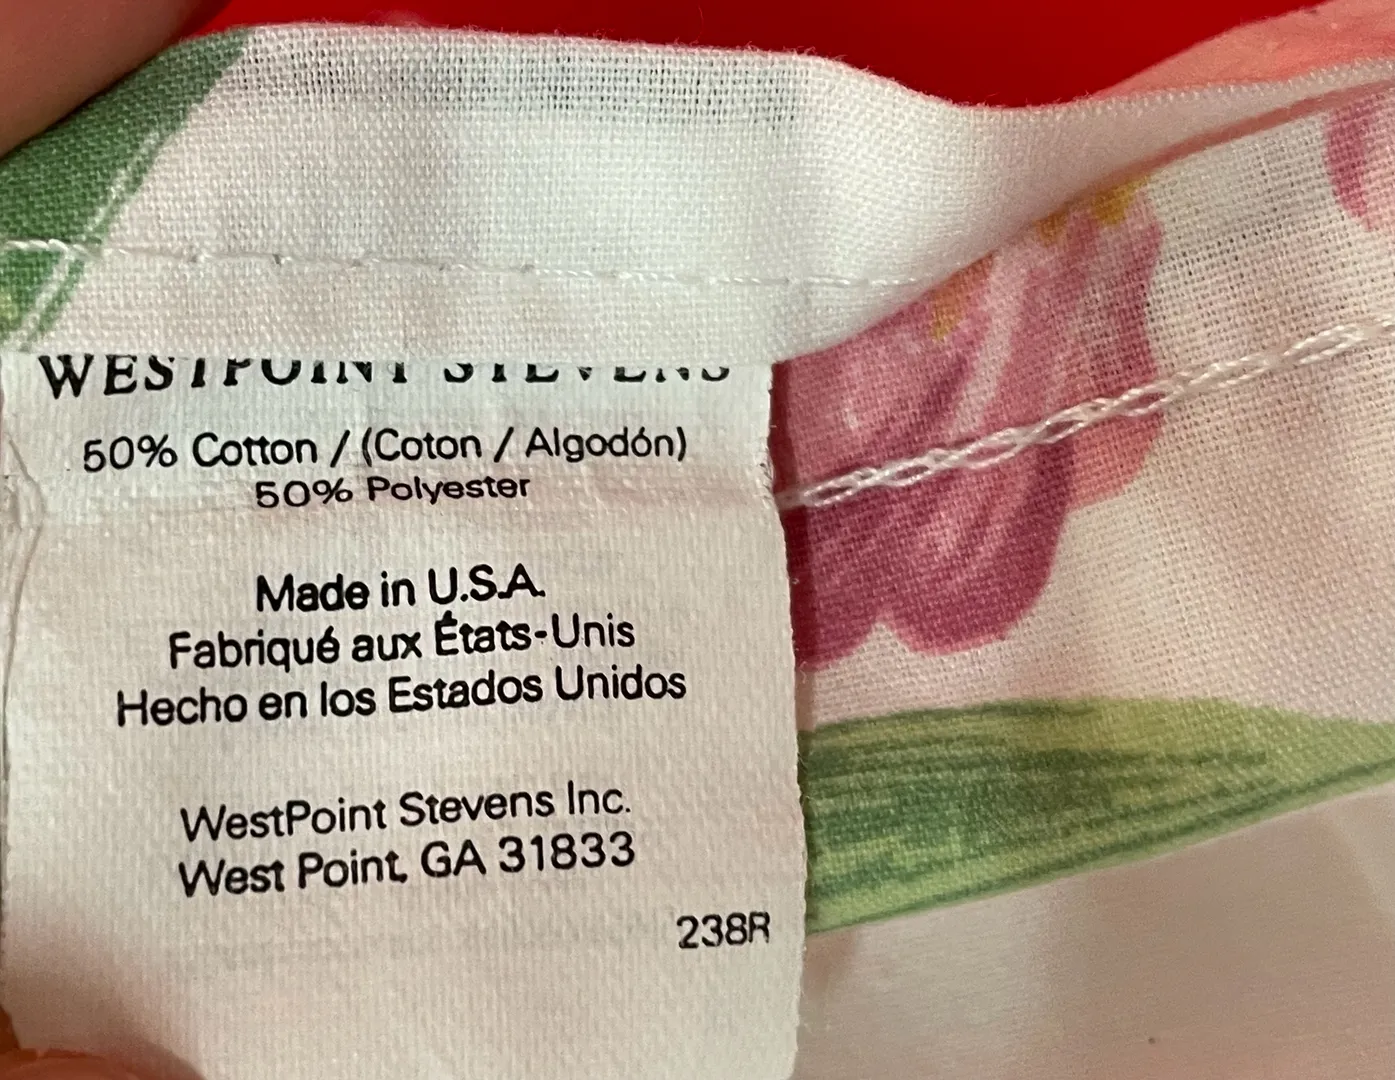 WESTPOINT STEVENS
50% Cotton / (Coton / Algodón)
50% Polyester
Made in U.S.A.
Fabriqué aux États-Unis
Hecho en los Estados Unidos
WestPoint Stevens Inc.
West Point, GA 31833
238R